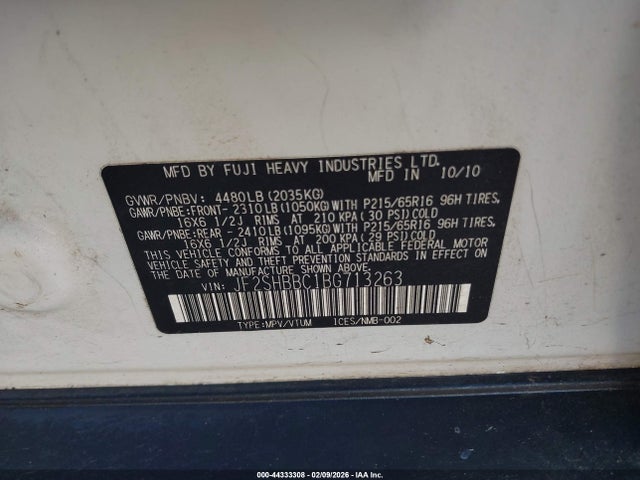 MFD BY FUJI HEAVY INDUSTRIES LTD.
MFD IN 10/10
GVWR/PNBV: 4480LB(2035KG)
GAWR/PNBE:FRONT- 2310LB(1050KG)WITH P215/65R16 96H TIRES,
16X6 1/2J RIMS AT 210 KPA(30 PSI)COLD
GAWR/PNBE:REAR - 2410LB(1095KG)WITH P215/65R16 96H TIRES,
16X6 1/2J RIMS AT 200 KPA(29 PSI)COLD
THIS VEHICLE CONFORMS TO ALL APPLICABLE FEDERAL MOTOR
VEHICLE SAFETY, BUMPER, AND THEFT PREVENTION STANDARDS IN
EFFECT ON THE DATE OF MANUFACTURE SHOWN ABOVE.
VIN: JF2SHBBC1BG713263
TYPE:MPV/VTUM ICES/NMB-002
000-44333308 - 02/09/2026 - IAA, Inc.